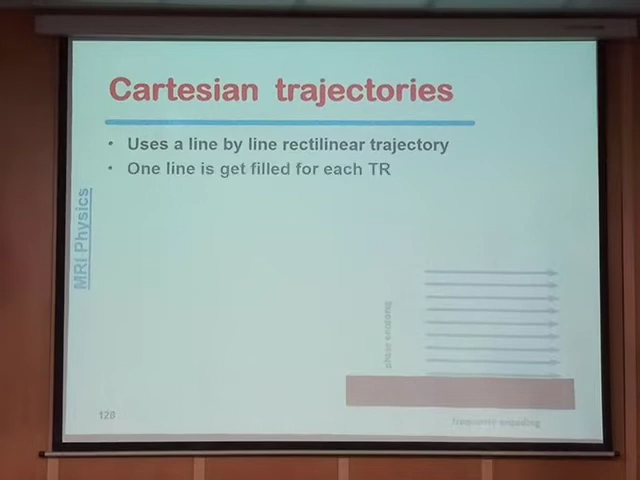 Cartesian trajectories
• Uses a line by line rectilinear trajectory
• One line is get filled for each TR
MRI Physics
phase encoding
128
frequency encoding